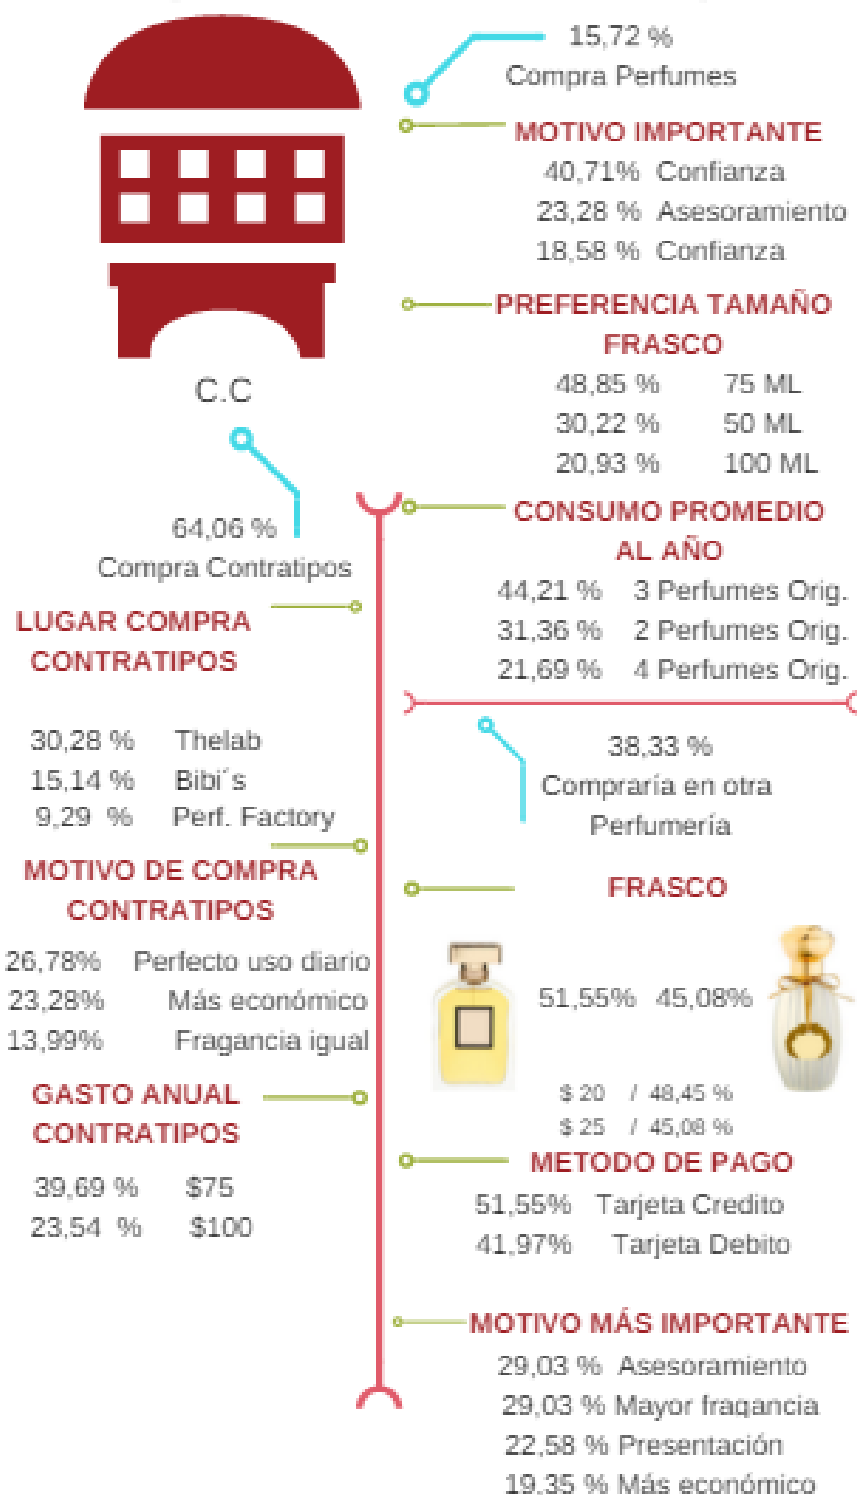 C.C
15,72 %
Compra Perfumes
MOTIVO IMPORTANTE
40,71% Confianza
23,28 % Asesoramiento
18,58 % Confianza
PREFERENCIA TAMAÑO
FRASCO
48,85 % 75 ML
30,22 % 50 ML
20,93 % 100 ML
CONSUMO PROMEDIO
AL AÑO
44,21 % 3 Perfumes Orig.
31,36 % 2 Perfumes Orig.
21,69 % 4 Perfumes Orig.
64,06 %
Compra Contratipos
LUGAR COMPRA
CONTRATIPOS
30,28 % Thelab
15,14 % Bibi´s
9,29 % Perf. Factory
MOTIVO DE COMPRA
CONTRATIPOS
26,78% Perfecto uso diario
23,28% Más económico
13,99% Fragancia igual
GASTO ANUAL
CONTRATIPOS
39,69 % $75
23,54 % $100
38,33 %
Compraría en otra
Perfumería
FRASCO
51,55% 45,08%
$ 20 / 48,45 %
$ 25 / 45,08 %
METODO DE PAGO
51,55% Tarjeta Credito
41,97% Tarjeta Debito
MOTIVO MÁS IMPORTANTE
29,03 % Asesoramiento
29,03 % Mayor fragancia
22,58 % Presentación
19,35 % Más económico